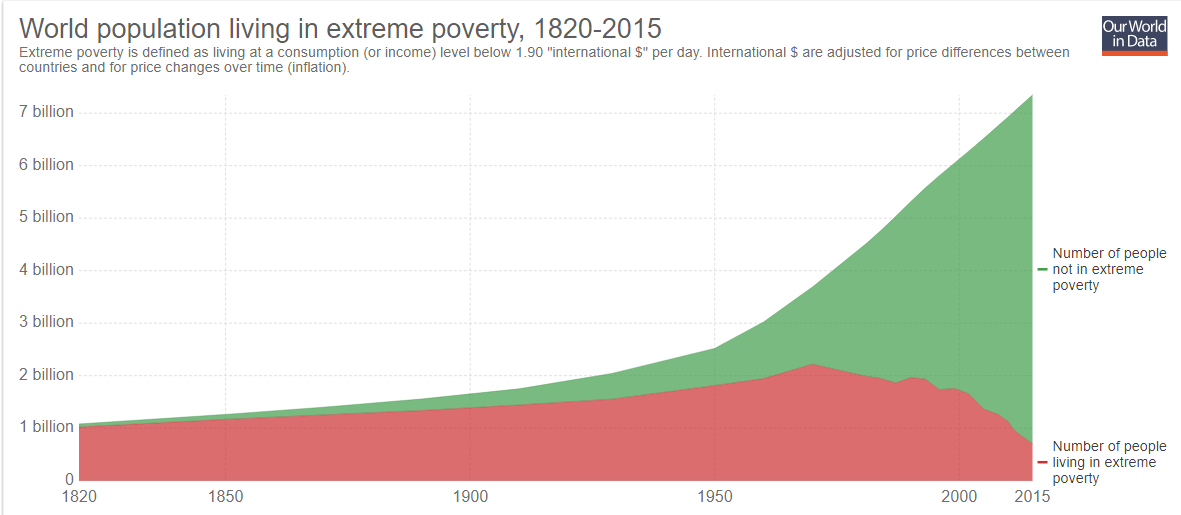 World population living in extreme poverty, 1820-2015
Our World
in Data
Extreme poverty is defined as living at a consumption (or income) level below 1.90 "international $" per day. International $ are adjusted for price differences between
countries and for price changes over time (inflation).
7 billion
6 billion
5 billion
4 billion
3 billion
2 billion
1 billion
0
Number of people
not in extreme
poverty
Number of people
living in extreme
poverty
1820 1850 1900 1950 2000 2015